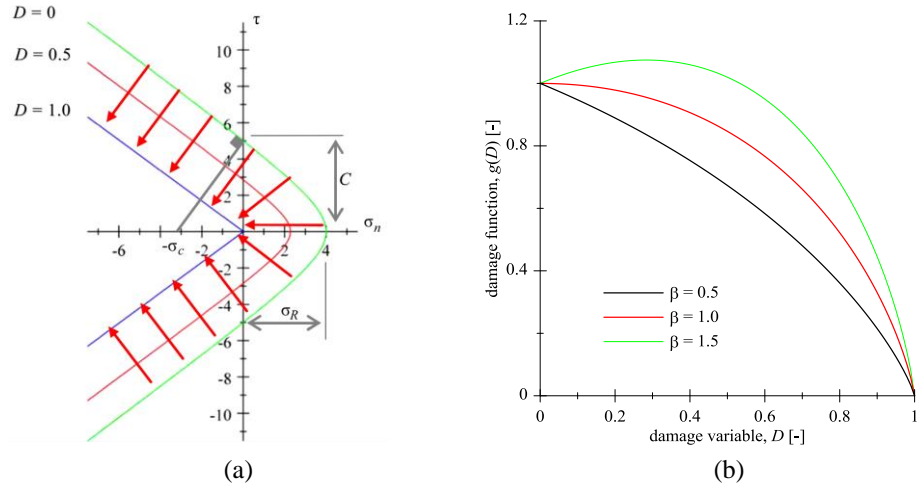 D = 0
τ
D = 0.5
10
D = 1.0
8
6
4
C
2
σn
-6
-σc
-2
4
-2
-4
σR
-6
-8
-10
(a)
1.2
0.8
0.4
0
damage function, g(D) [-]
β = 0.5
β = 1.0
β = 1.5
0
0.2
0.4
0.6
0.8
1
damage variable, D [-]
(b)